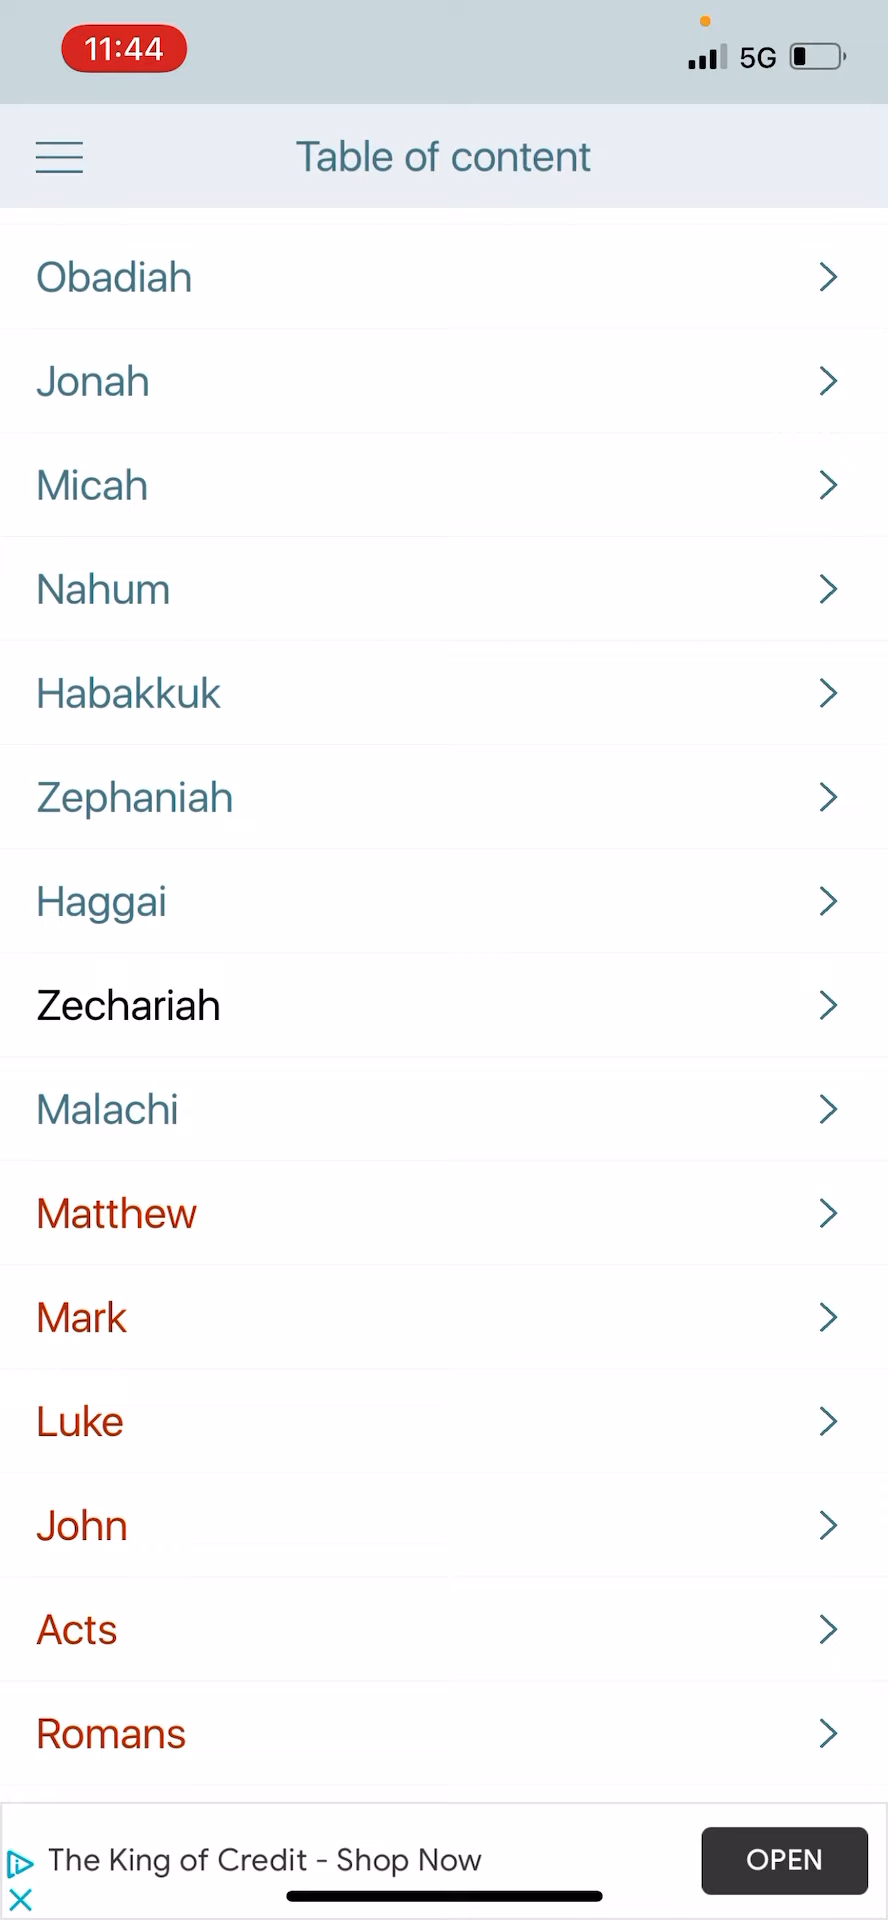 11:44
5G
Table of content
Obadiah
Jonah
Micah
Nahum
Habakkuk
Zephaniah
Haggai
Zechariah
Malachi
Matthew
Mark
Luke
John
Acts
Romans
The King of Credit - Shop Now
OPEN